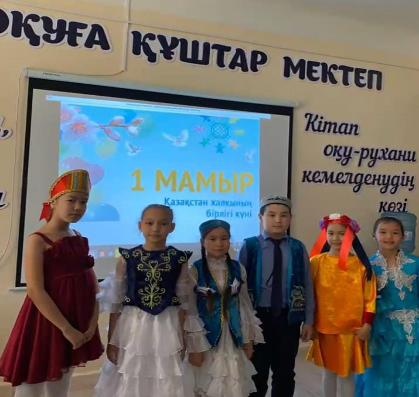 ОҚУҒА ҚҰШТАР МЕКТЕП
1 МАМЫР
Қазақстан халқының
бірлігі күні
Кітап
оқу-рухани
кемелденудің
көзі